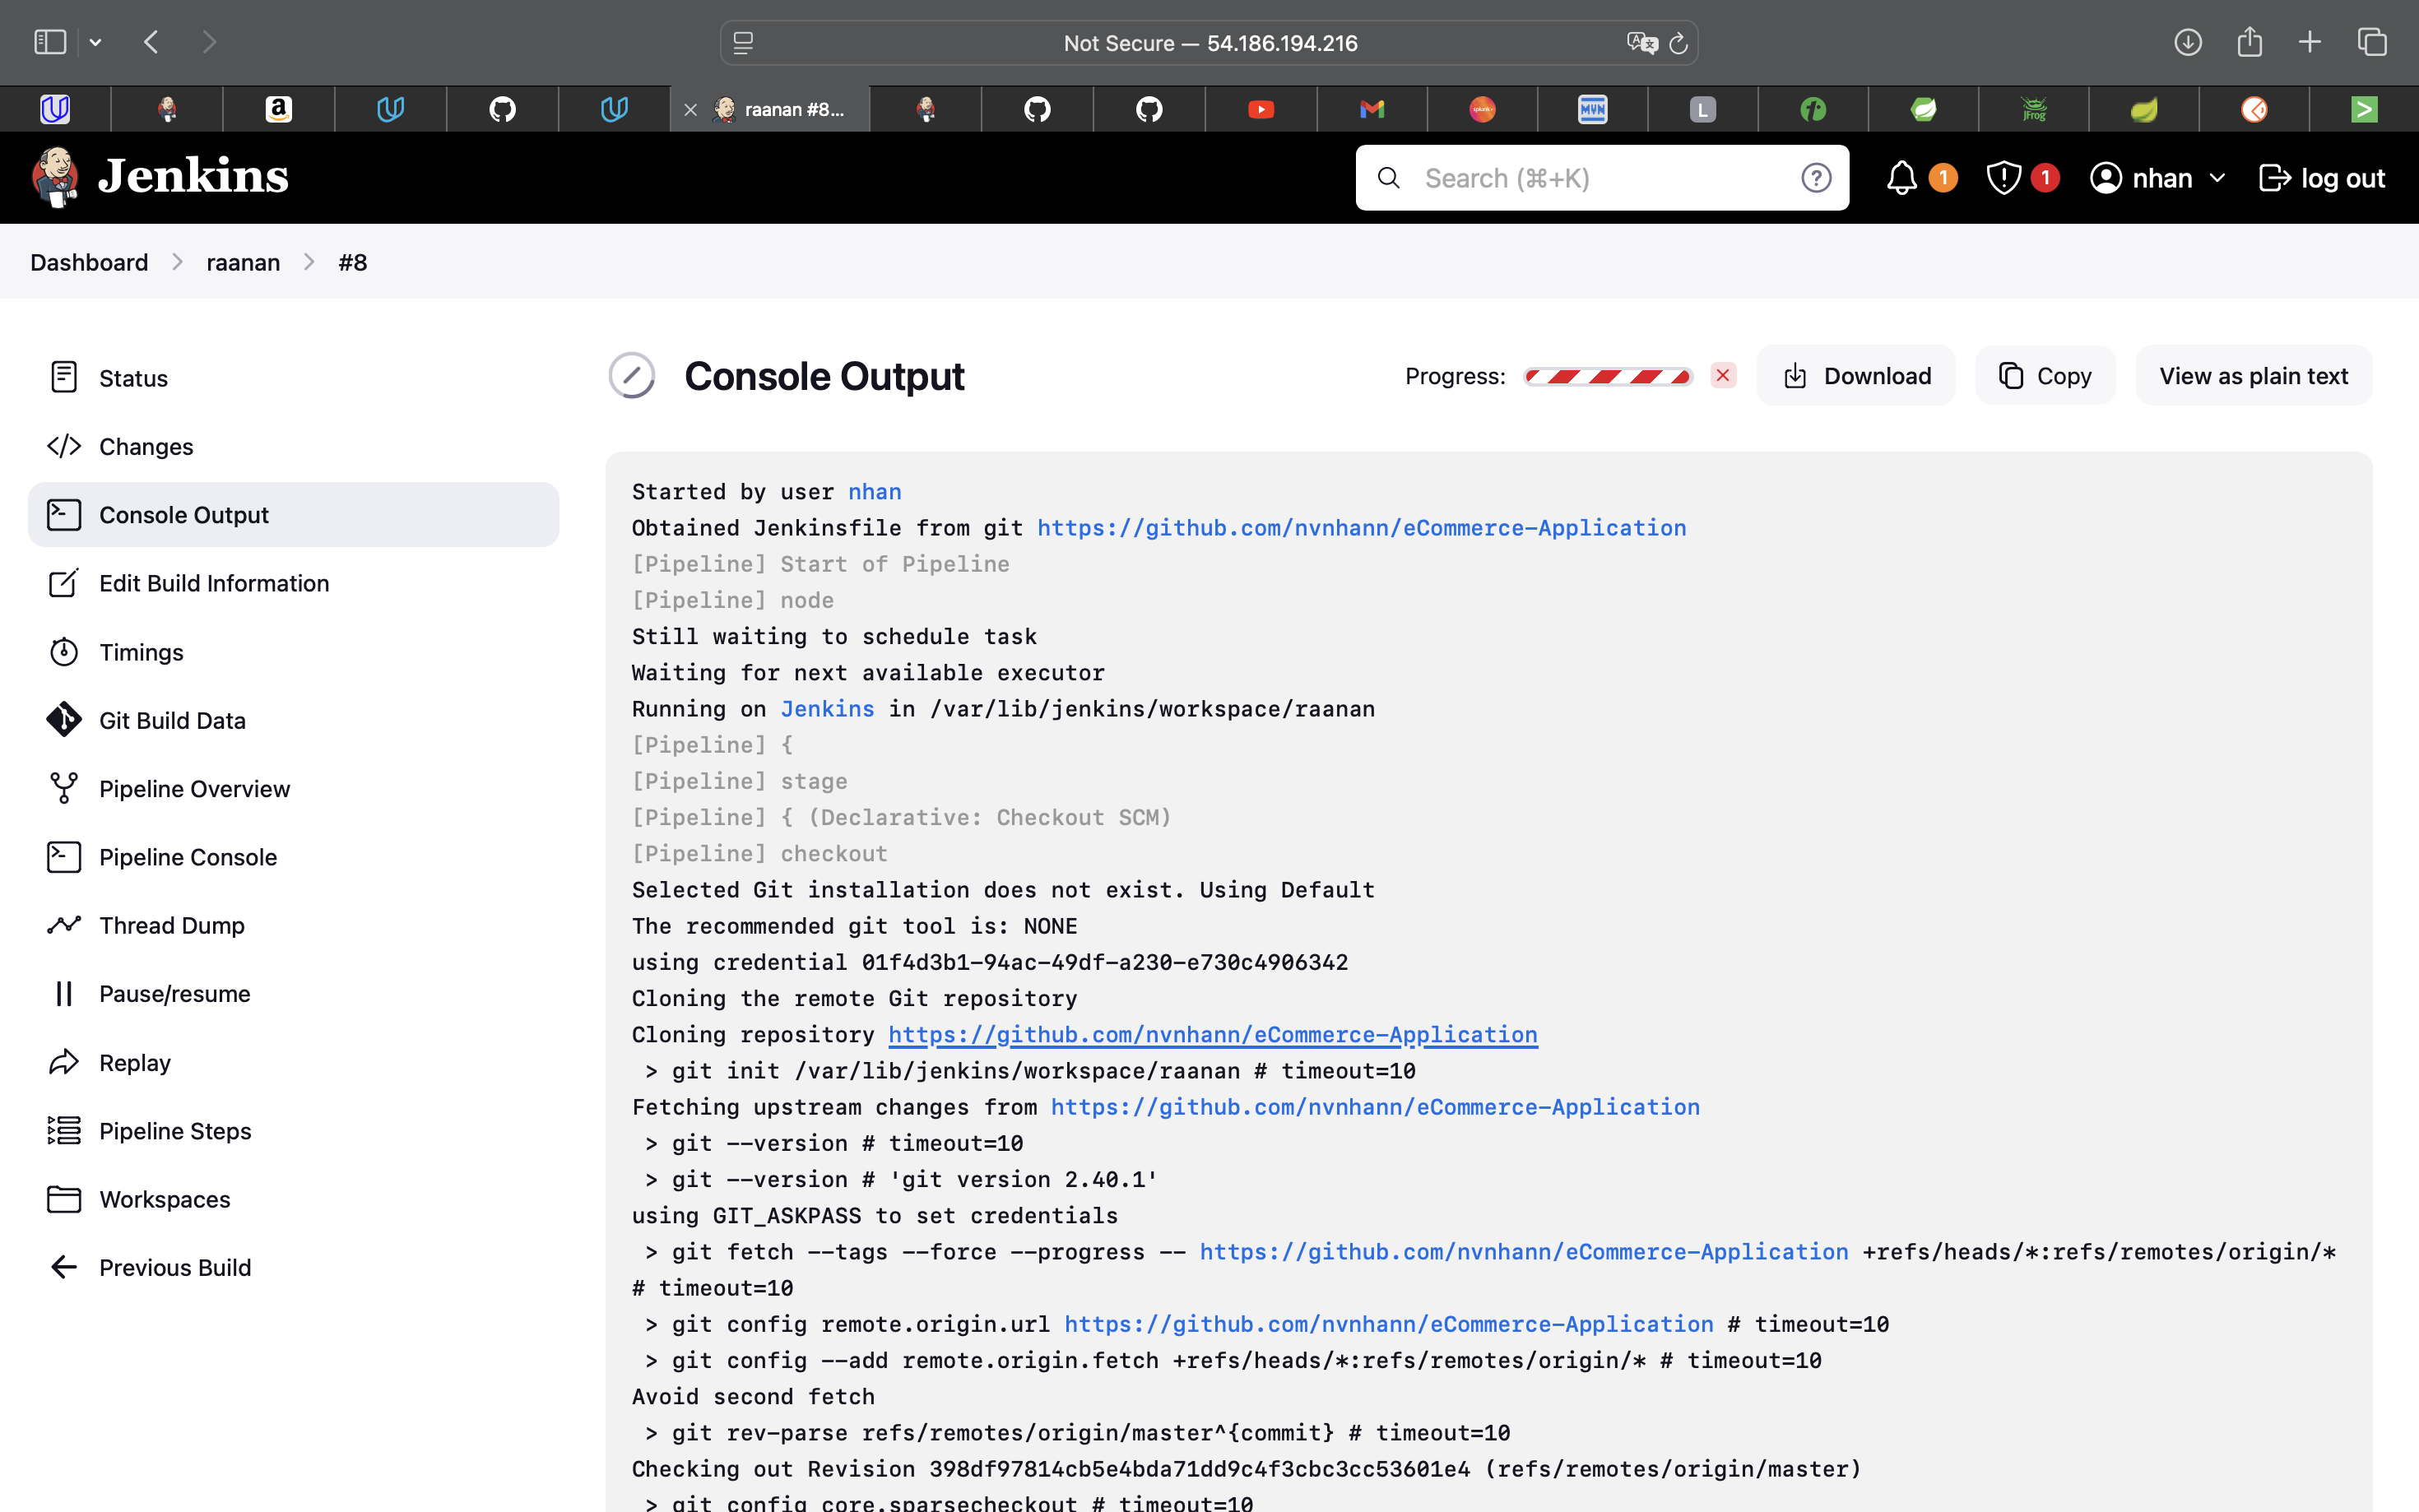 Not Secure — 54.186.194.216
raanan #8...
splunk>
MVN
L
JFrog
Jenkins
Search (⌘+K)
1
1
nhan
log out
Dashboard
raanan
#8
Status
Changes
Console Output
Edit Build Information
Timings
Git Build Data
Pipeline Overview
Pipeline Console
Thread Dump
Pause/resume
Replay
Pipeline Steps
Workspaces
Previous Build
Console Output
Progress:
Download
Copy
View as plain text
Started by user nhan
Obtained Jenkinsfile from git https://github.com/nvnhann/eCommerce-Application
[Pipeline] Start of Pipeline
[Pipeline] node
Still waiting to schedule task
Waiting for next available executor
Running on Jenkins in /var/lib/jenkins/workspace/raanan
[Pipeline] {
[Pipeline] stage
[Pipeline] { (Declarative: Checkout SCM)
[Pipeline] checkout
Selected Git installation does not exist. Using Default
The recommended git tool is: NONE
using credential 01f4d3b1-94ac-49df-a230-e730c4906342
Cloning the remote Git repository
Cloning repository https://github.com/nvnhann/eCommerce-Application
> git init /var/lib/jenkins/workspace/raanan # timeout=10
Fetching upstream changes from https://github.com/nvnhann/eCommerce-Application
> git --version # timeout=10
> git --version # 'git version 2.40.1'
using GIT_ASKPASS to set credentials
> git fetch --tags --force --progress -- https://github.com/nvnhann/eCommerce-Application +refs/heads/*:refs/remotes/origin/*
# timeout=10
> git config remote.origin.url https://github.com/nvnhann/eCommerce-Application # timeout=10
> git config --add remote.origin.fetch +refs/heads/*:refs/remotes/origin/* # timeout=10
Avoid second fetch
> git rev-parse refs/remotes/origin/master^{commit} # timeout=10
Checking out Revision 398df97814cb5e4bda71dd9c4f3cbc3cc53601e4 (refs/remotes/origin/master)
> git config core.sparsecheckout # timeout=10